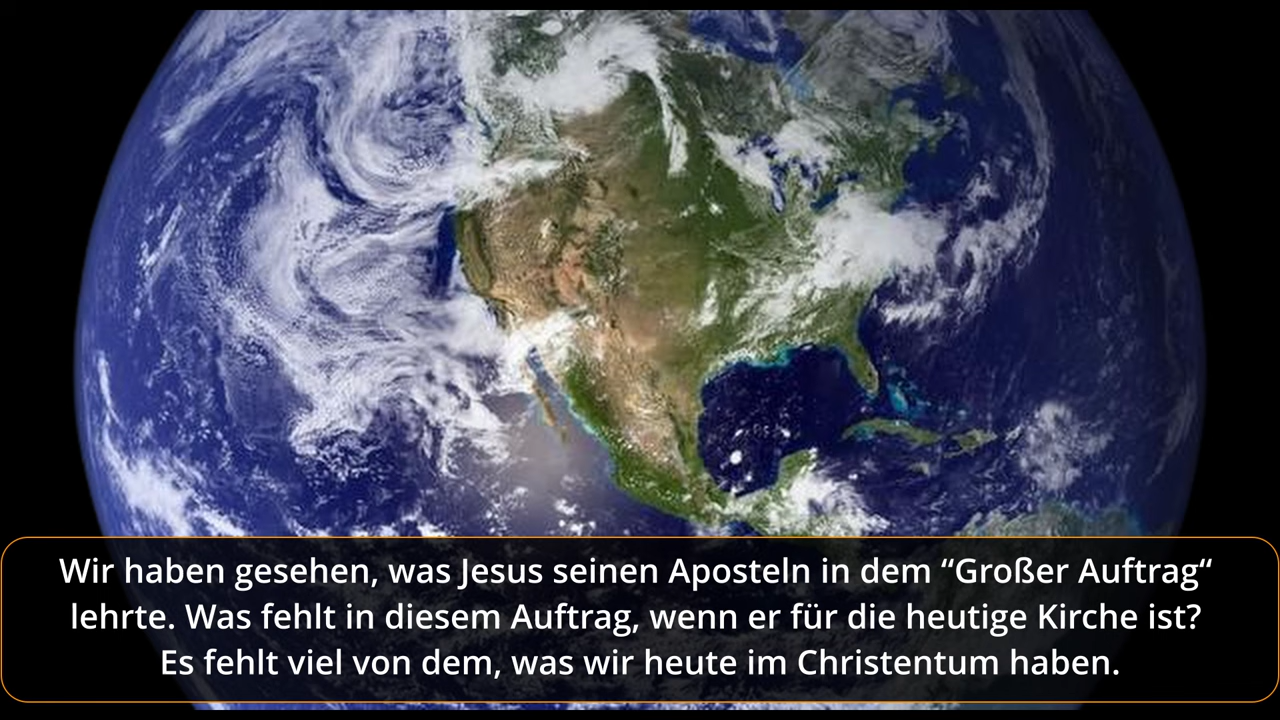 Wir haben gesehen, was Jesus seinen Aposteln in dem “Großer Auftrag“
lehrte. Was fehlt in diesem Auftrag, wenn er für die heutige Kirche ist?
Es fehlt viel von dem, was wir heute im Christentum haben.